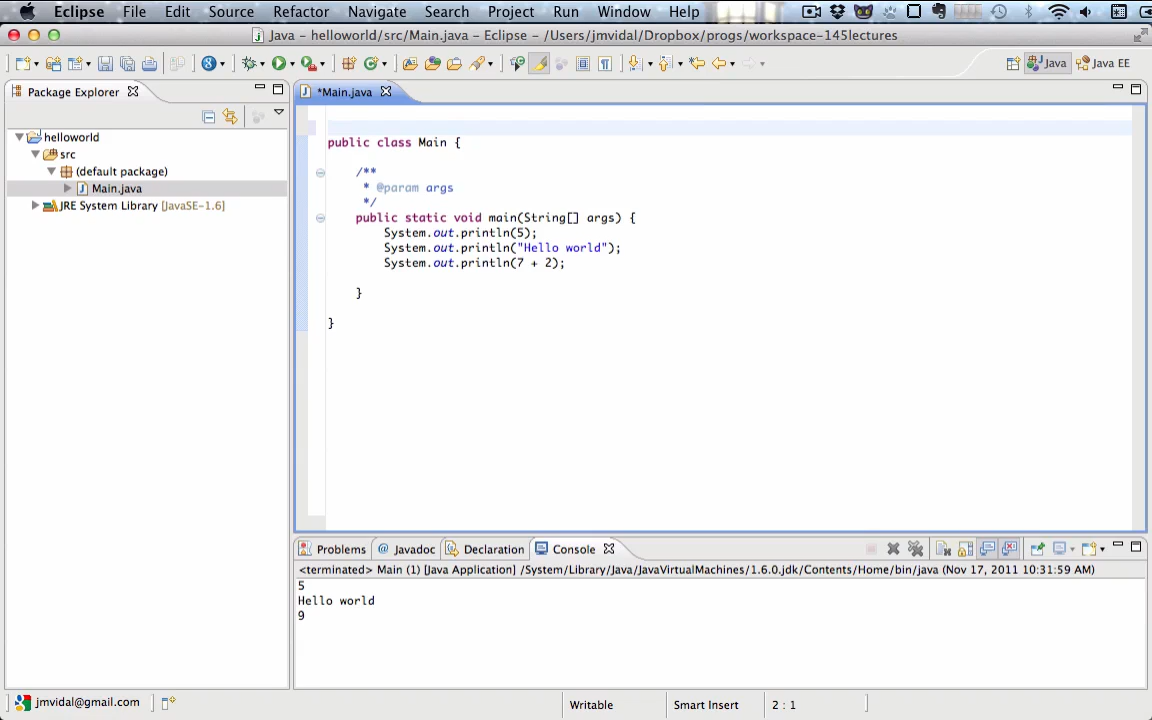 Eclipse File Edit Source Refactor Navigate Search Project Run Window Help
Java – helloworld/src/Main.java – Eclipse – /Users/jmvidal/Dropbox/progs/workspace-145lectures
Java Java EE
Package Explorer
helloworld
src
(default package)
Main.java
JRE System Library [JavaSE-1.6]
*Main.java
public class Main {
/**
* @param args
*/
public static void main(String[] args) {
System.out.println(5);
System.out.println("Hello world");
System.out.println(7 + 2);
}
}
Problems @ Javadoc Declaration Console
<terminated> Main (1) [Java Application] /System/Library/Java/JavaVirtualMachines/1.6.0.jdk/Contents/Home/bin/java (Nov 17, 2011 10:31:59 AM)
5
Hello world
9
jmvidal@gmail.com Writable Smart Insert 2 : 1